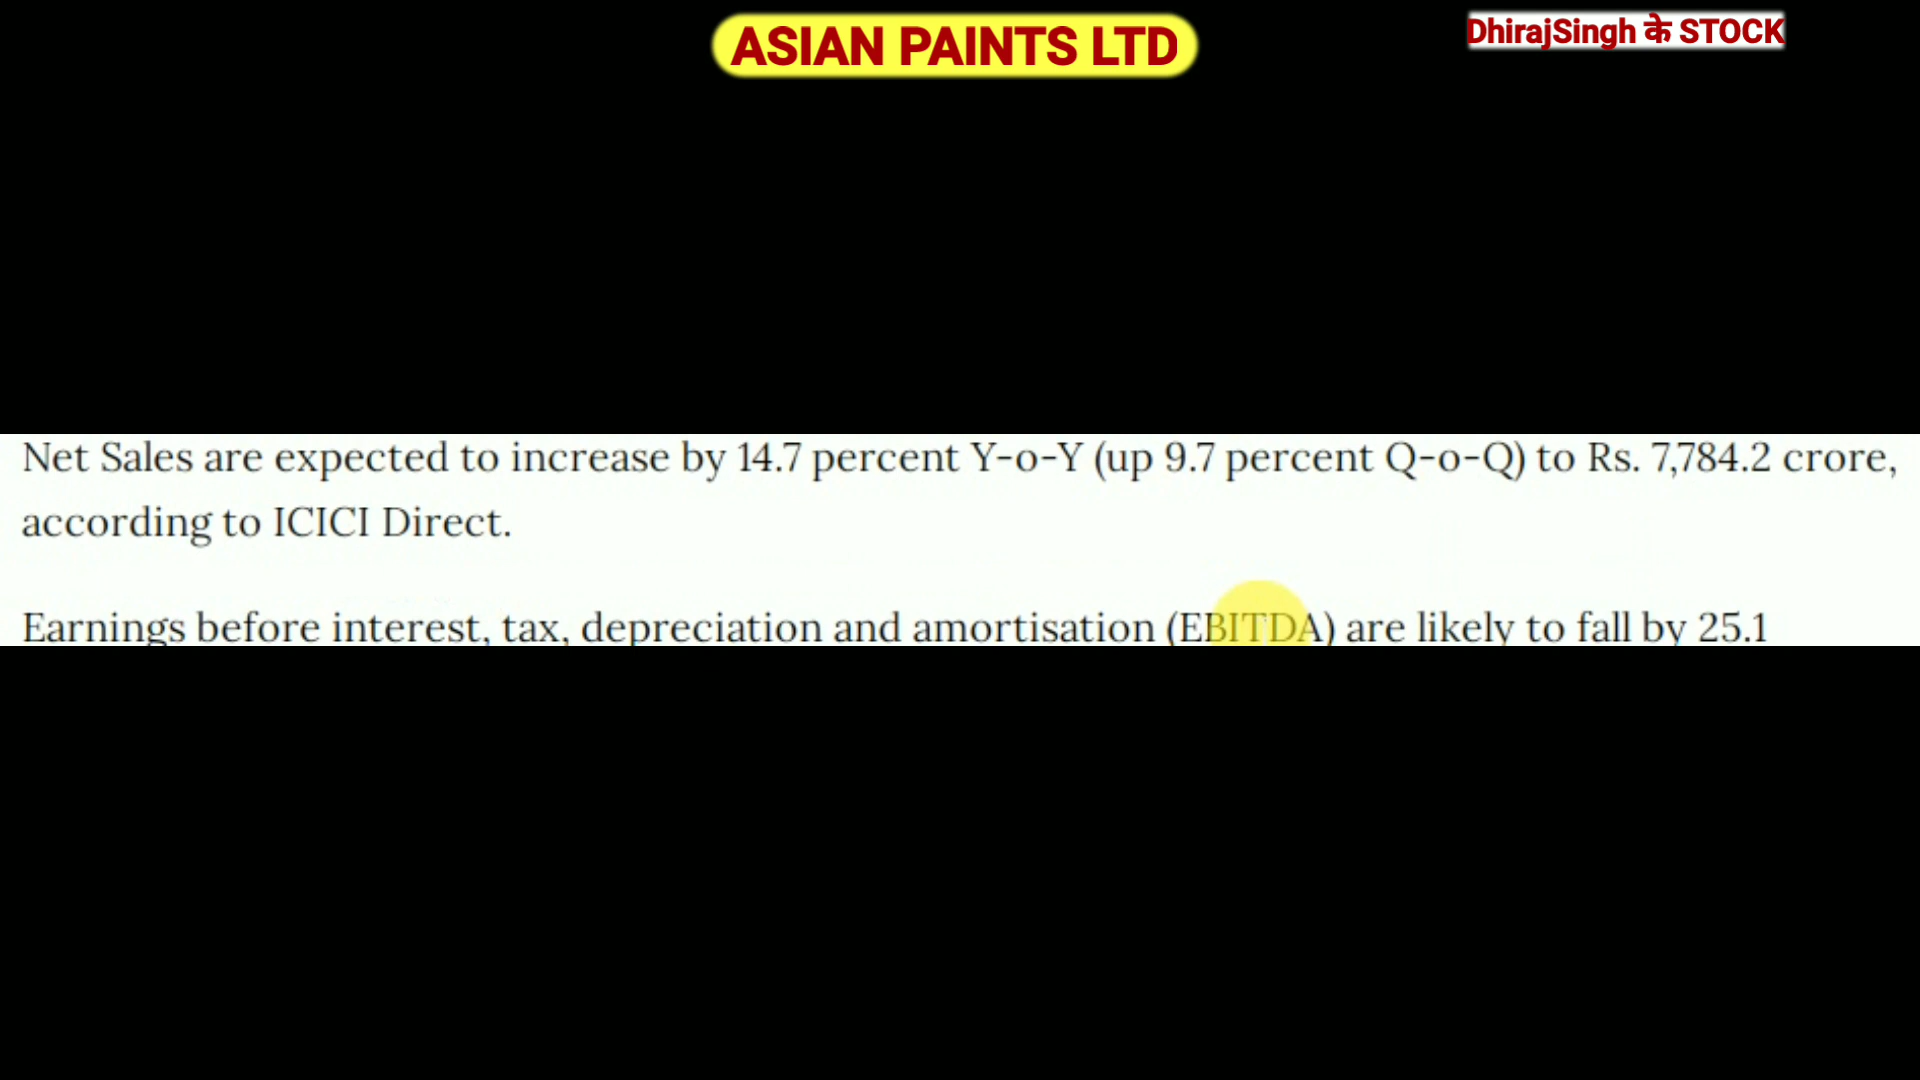 ASIAN PAINTS LTD
DhirajSingh के STOCK
Net Sales are expected to increase by 14.7 percent Y-o-Y (up 9.7 percent Q-o-Q) to Rs. 7,784.2 crore,
according to ICICI Direct.
Earnings before interest, tax, depreciation and amortisation (EBITDA) are likely to fall by 25.1